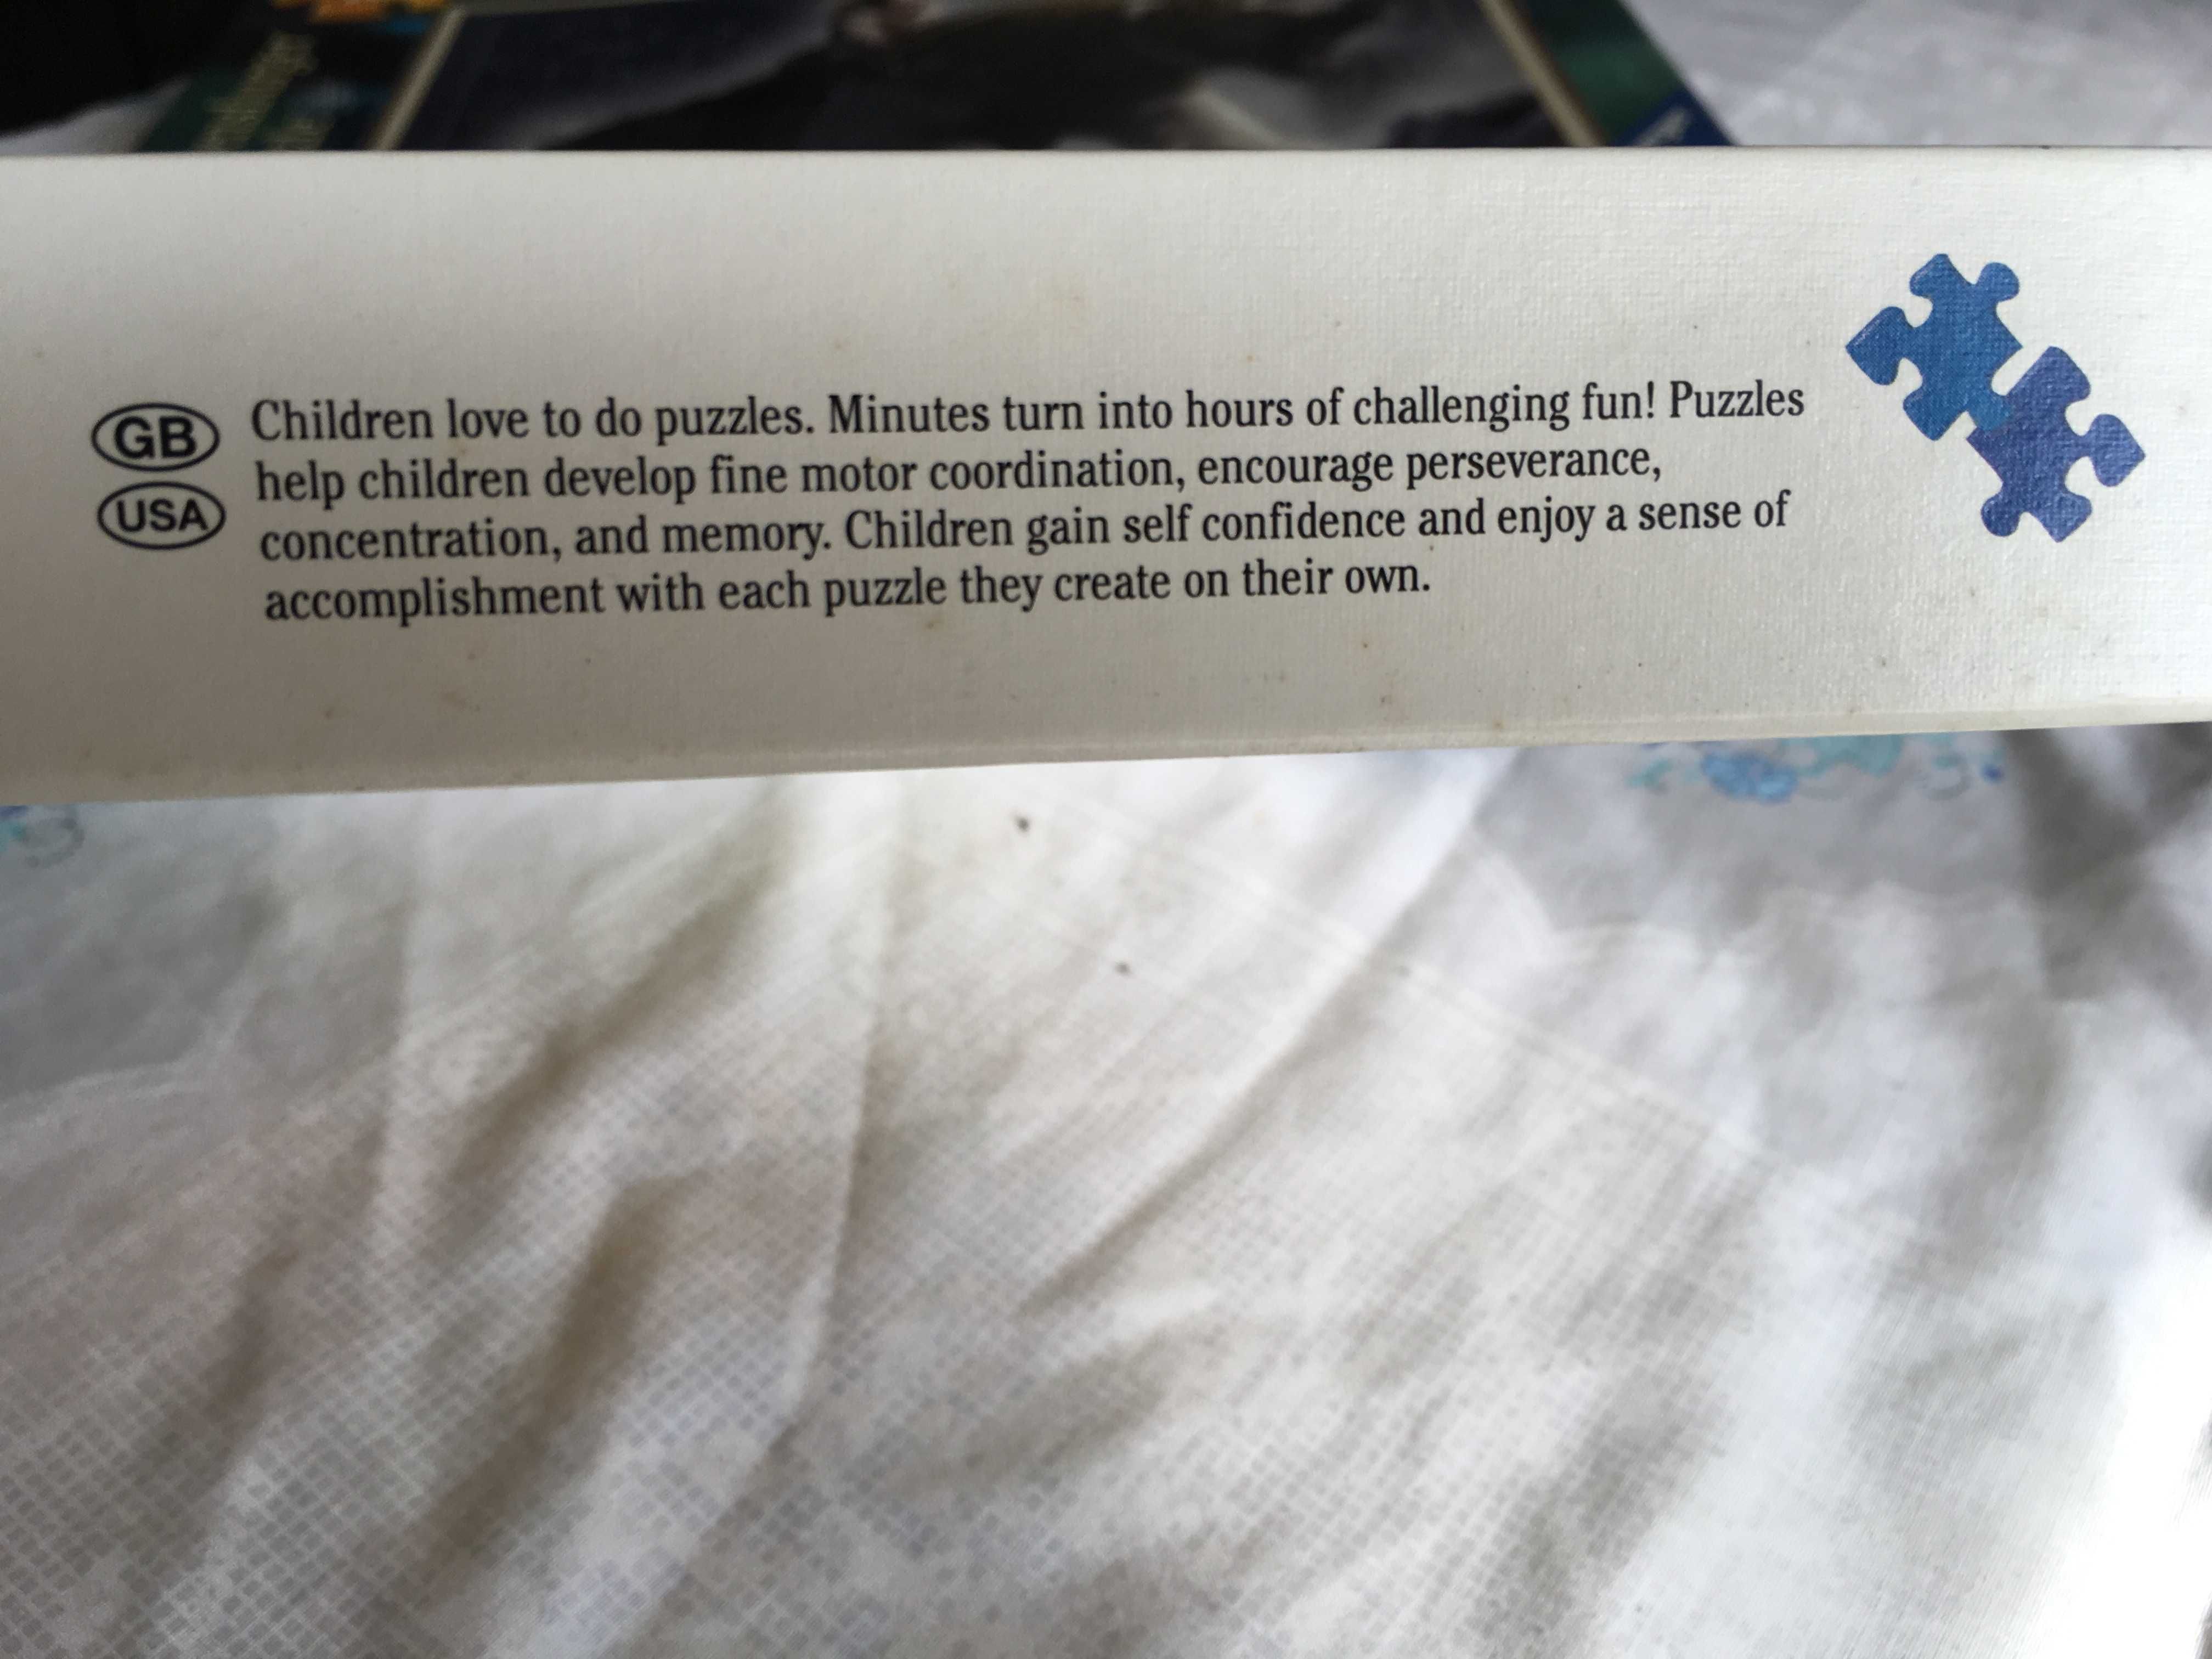 GB
USA
Children love to do puzzles. Minutes turn into hours of challenging fun! Puzzles
help children develop fine motor coordination, encourage perseverance,
concentration, and memory. Children gain self confidence and enjoy a sense of
accomplishment with each puzzle they create on their own.